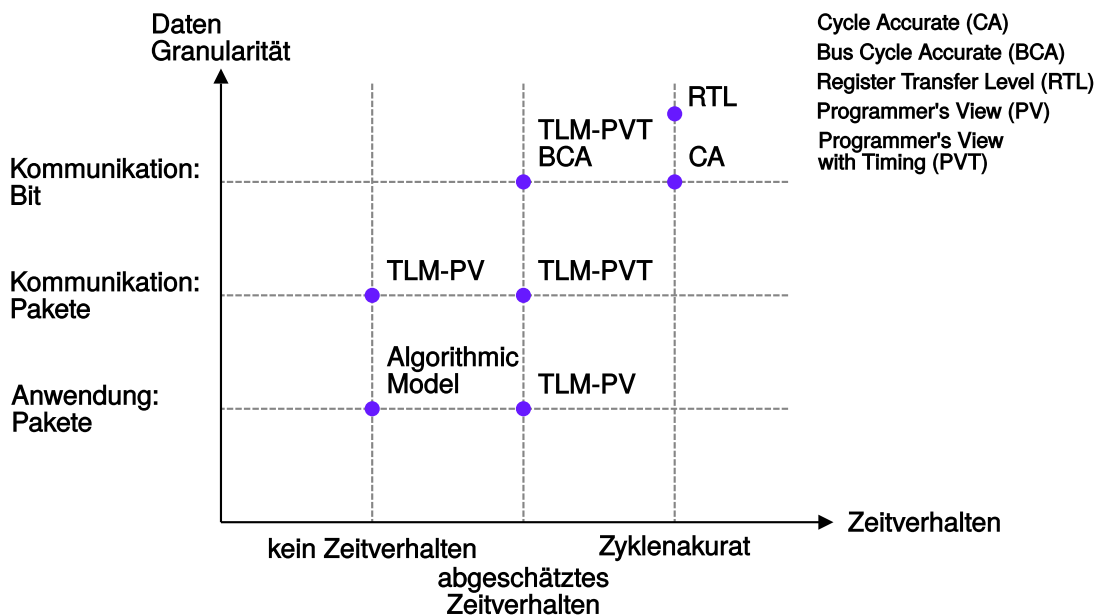 Daten
Granularität
Cycle Accurate (CA)
Bus Cycle Accurate (BCA)
Register Transfer Level (RTL)
Programmer's View (PV)
Programmer's View
with Timing (PVT)
RTL
TLM-PVT
BCA
CA
Kommunikation:
Bit
TLM-PV
TLM-PVT
Kommunikation:
Pakete
Algorithmic
Model
TLM-PV
Anwendung:
Pakete
Zeitverhalten
kein Zeitverhalten
Zyklenakurat
abgeschätztes
Zeitverhalten